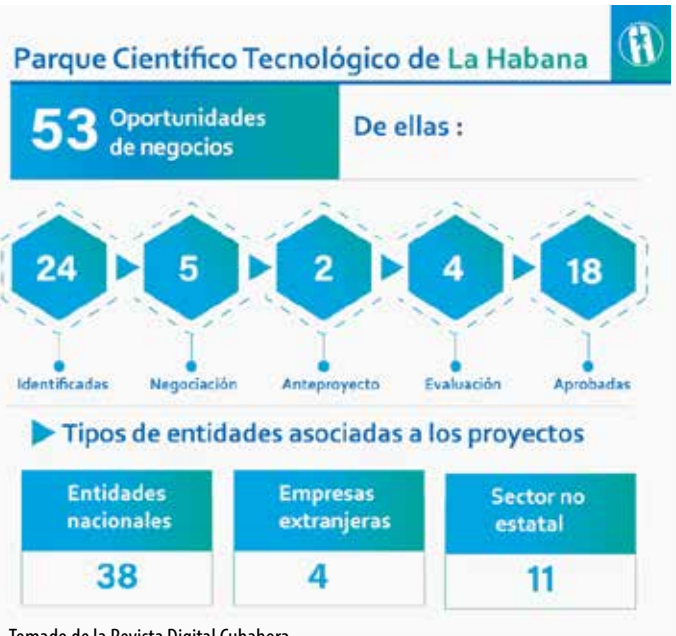 Parque Científico Tecnológico de La Habana
53 Oportunidades
de negocios
De ellas :
24 5 2 4 18
Identificadas Negociación Anteproyecto Evaluación Aprobadas
Tipos de entidades asociadas a los proyectos
Entidades
nacionales
38
Empresas
extranjeras
4
Sector no
estatal
11
Tomado de la Revista Digital Cubahora